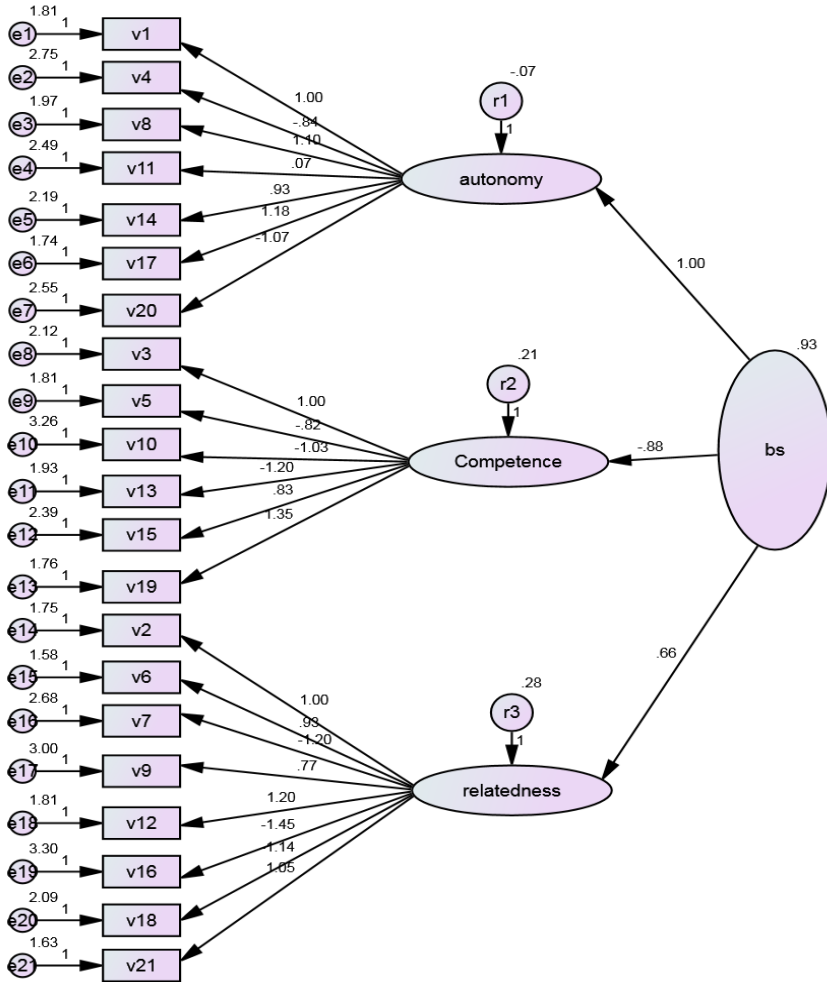 1.81
e1 1 v1
2.75
e2 1 v4
1.97
e3 1 v8
2.49
e4 1 v11
2.19
e5 1 v14
1.74
e6 1 v17
2.55
e7 1 v20
2.12
e8 1 v3
1.81
e9 1 v5
3.26
e10 1 v10
1.93
e11 1 v13
2.39
e12 1 v15
1.76
e13 1 v19
1.75
e14 1 v2
1.58
e15 1 v6
2.68
e16 1 v7
3.00
e17 1 v9
1.81
e18 1 v12
3.30
e19 1 v16
2.09
e20 1 v18
1.63
e21 1 v21
1.00
-.84
1.10
.07
.93
1.18
-1.07
-.07
r1
1
autonomy
1.00
-.82
-1.03
-1.20
.83
1.35
.21
r2
1
Competence
1.00
.93
-1.20
.77
1.20
-1.45
-1.14
1.05
.28
r3
1
relatedness
1.00
-.88
.66
.93
bs